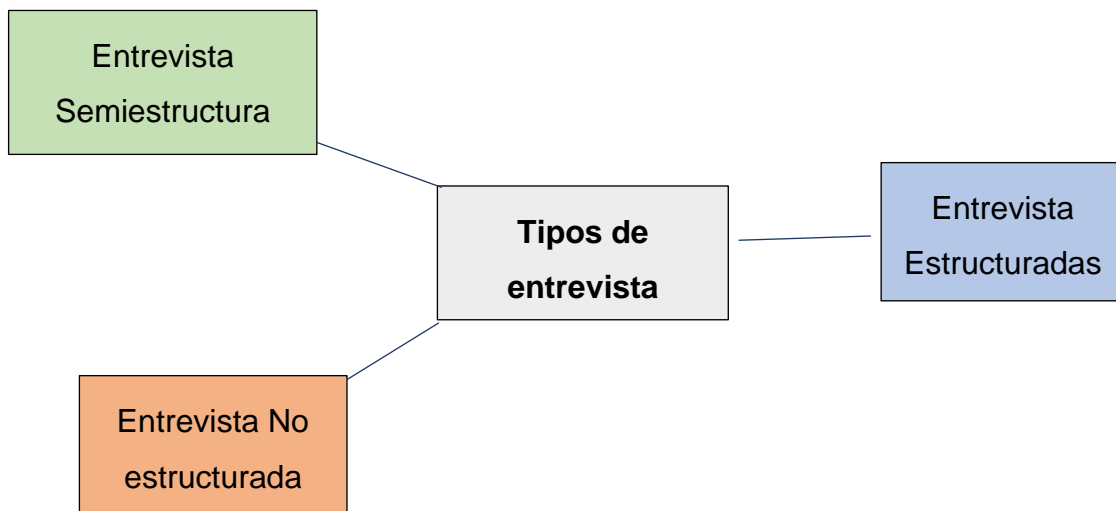 Entrevista
Semiestructura
Tipos de
entrevista
Entrevista
Estructuradas
Entrevista No
estructurada